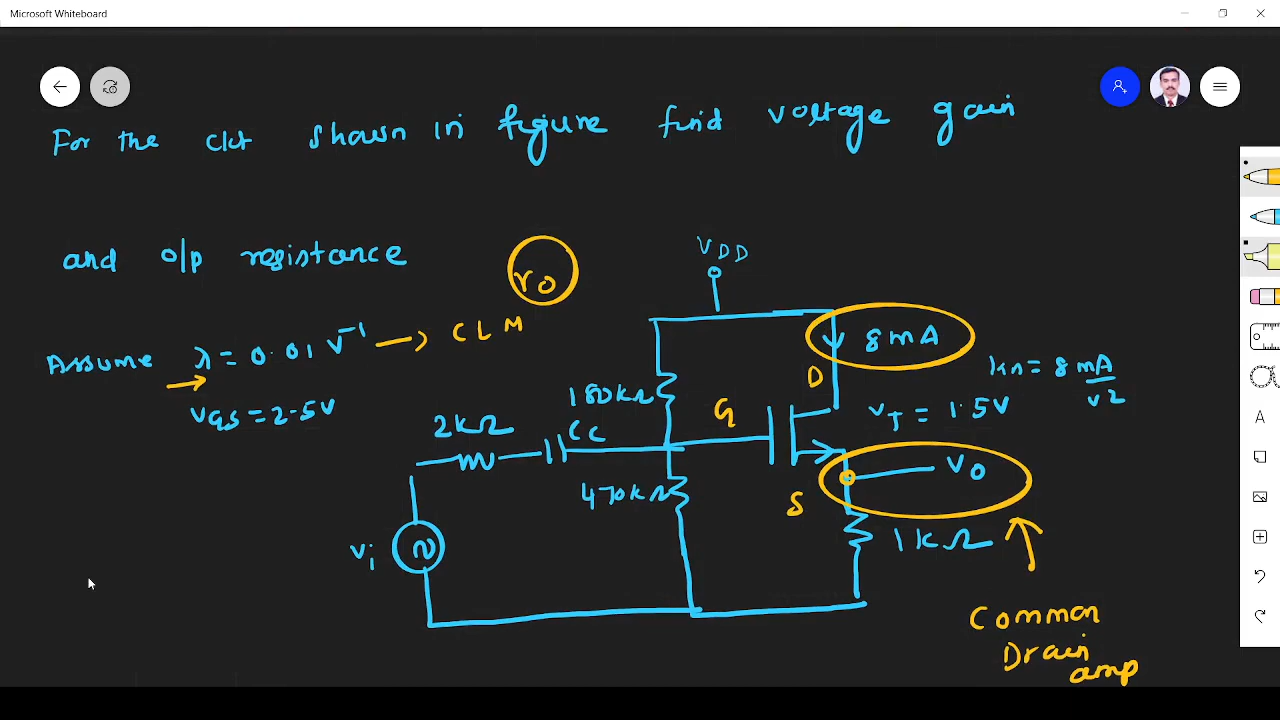 Microsoft Whiteboard
For the ckt shown in figure find voltage gain
and o/p resistance
ro
Assume λ = 0.01 V⁻¹ → CLM
VGS = 2.5V
VDD
8mA
kn = 8 mA/V2
D
180kΩ
G
VT = 1.5V
2kΩ
CC
470kΩ
Vo
S
Vi
1kΩ
Common
Drain
amp
A